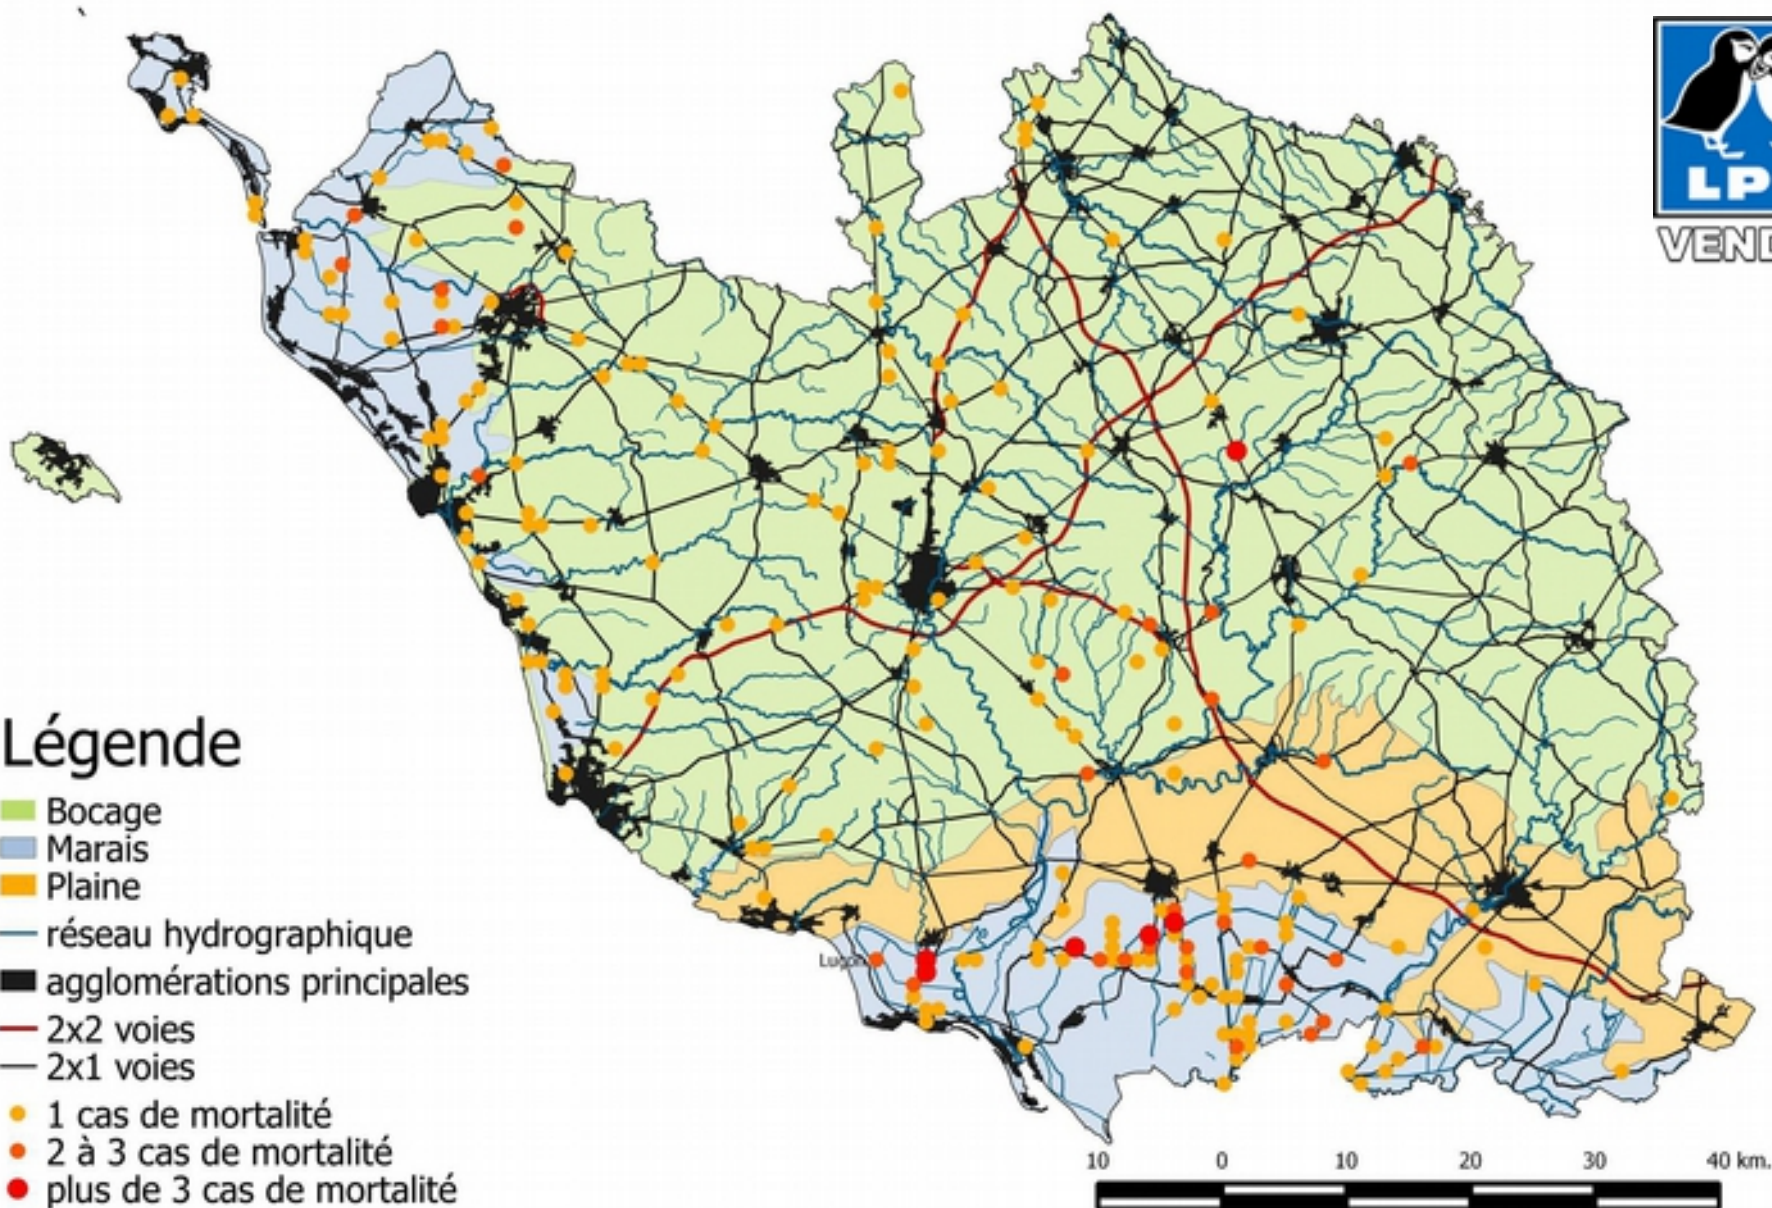 LP
VEND
Légende
Bocage
Marais
Plaine
réseau hydrographique
agglomérations principales
2x2 voies
2x1 voies
1 cas de mortalité
2 à 3 cas de mortalité
plus de 3 cas de mortalité
10 0 10 20 30 40 km.